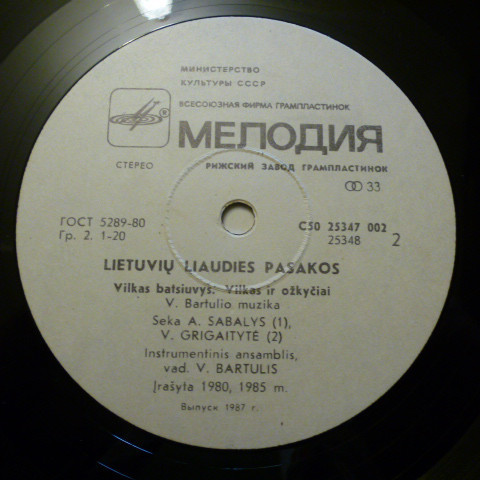 МИНИСТЕРСТВО
КУЛЬТУРЫ СССР
ВСЕСОЮЗНАЯ ФИРМА ГРАМПЛАСТИНОК
МЕЛОДИЯ
СТЕРЕО
РИЖСКИЙ ЗАВОД ГРАМПЛАСТИНОК
33
ГОСТ 5289-80
Гр. 2. 1-20
С50 25347 002
25348
2
LIETUVIŲ LIAUDIES PASAKOS
Vilkas batsiuvys. Vilkas ir ožkyčiai
V. Bartulio muzika
Seka A. SABALYS (1),
V. GRIGAITYTĖ (2)
Instrumentinis ansamblis,
vad. V. BARTULIS
Įrašyta 1980, 1985 m.
Выпуск 1987 г.